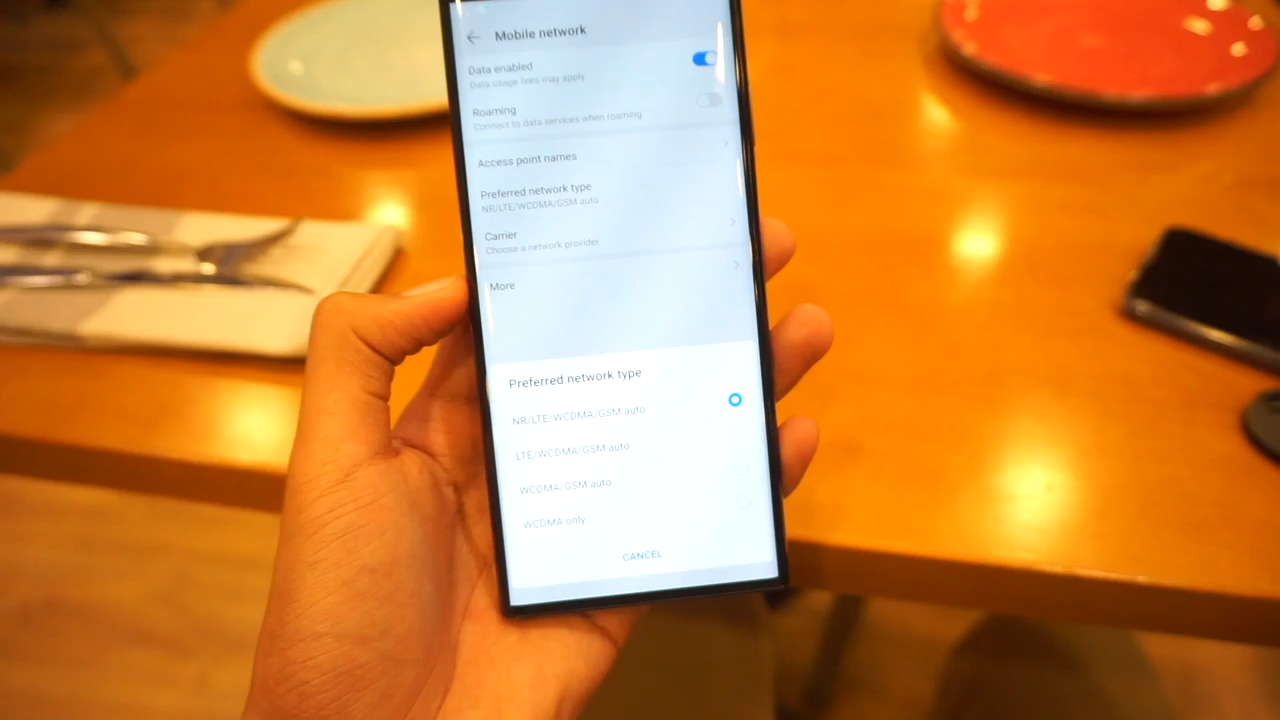 Mobile network
Data enabled
Data usage fees may apply
Roaming
Connect to data services when roaming
Access point names
Preferred network type
NR/LTE/WCDMA/GSM auto
Carrier
Choose a network provider
More
Preferred network type
NR/LTE/WCDMA/GSM auto
LTE/WCDMA/GSM auto
WCDMA/GSM auto
WCDMA only
CANCEL